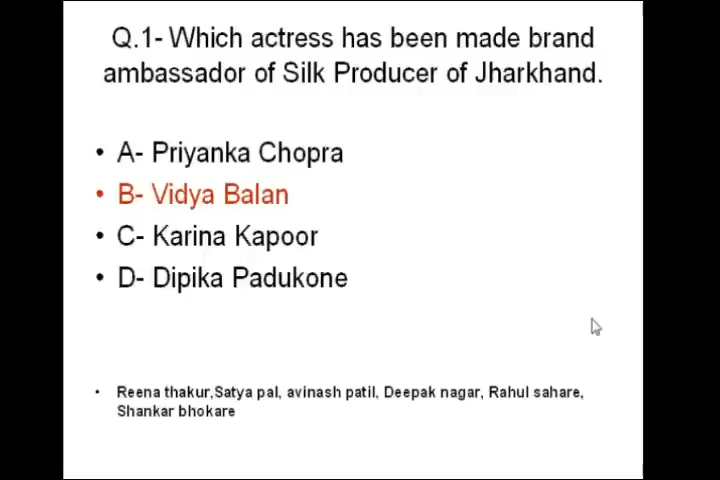 Q.1- Which actress has been made brand
ambassador of Silk Producer of Jharkhand.
• A- Priyanka Chopra
• B- Vidya Balan
• C- Karina Kapoor
• D- Dipika Padukone
• Reena thakur,Satya pal, avinash patil, Deepak nagar, Rahul sahare,
Shankar bhokare